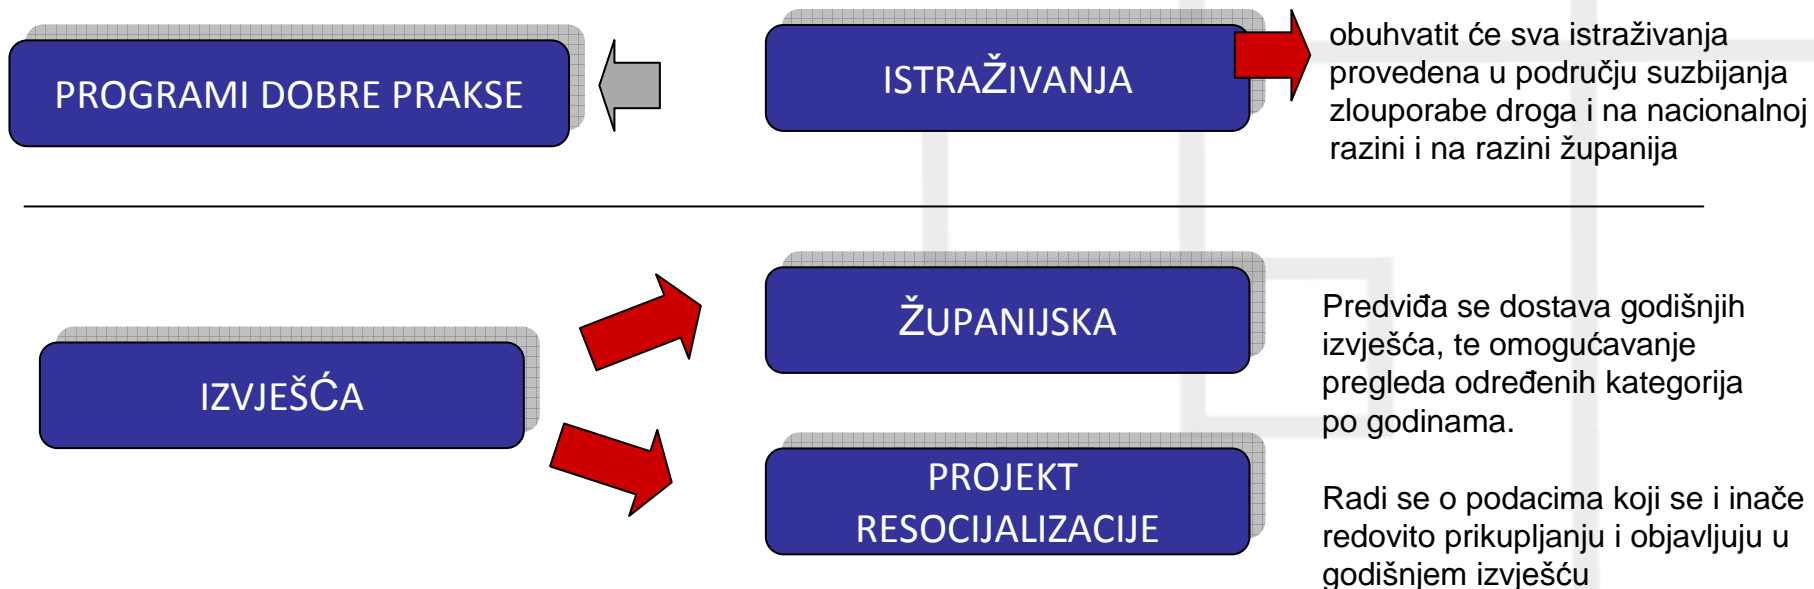 PROGRAMI DOBRE PRAKSE
ISTRAŽIVANJA
obuhvatit će sva istraživanja
provedena u području suzbijanja
zlouporabe droga i na nacionalnoj
razini i na razini županija
IZVJEŠĆA
ŽUPANIJSKA
Predviđa se dostava godišnjih
izvješća, te omogućavanje
pregleda određenih kategorija
po godinama.
PROJEKT
RESOCIJALIZACIJE
Radi se o podacima koji se i inače
redovito prikupljanju i objavljuju u
godišnjem izvješću